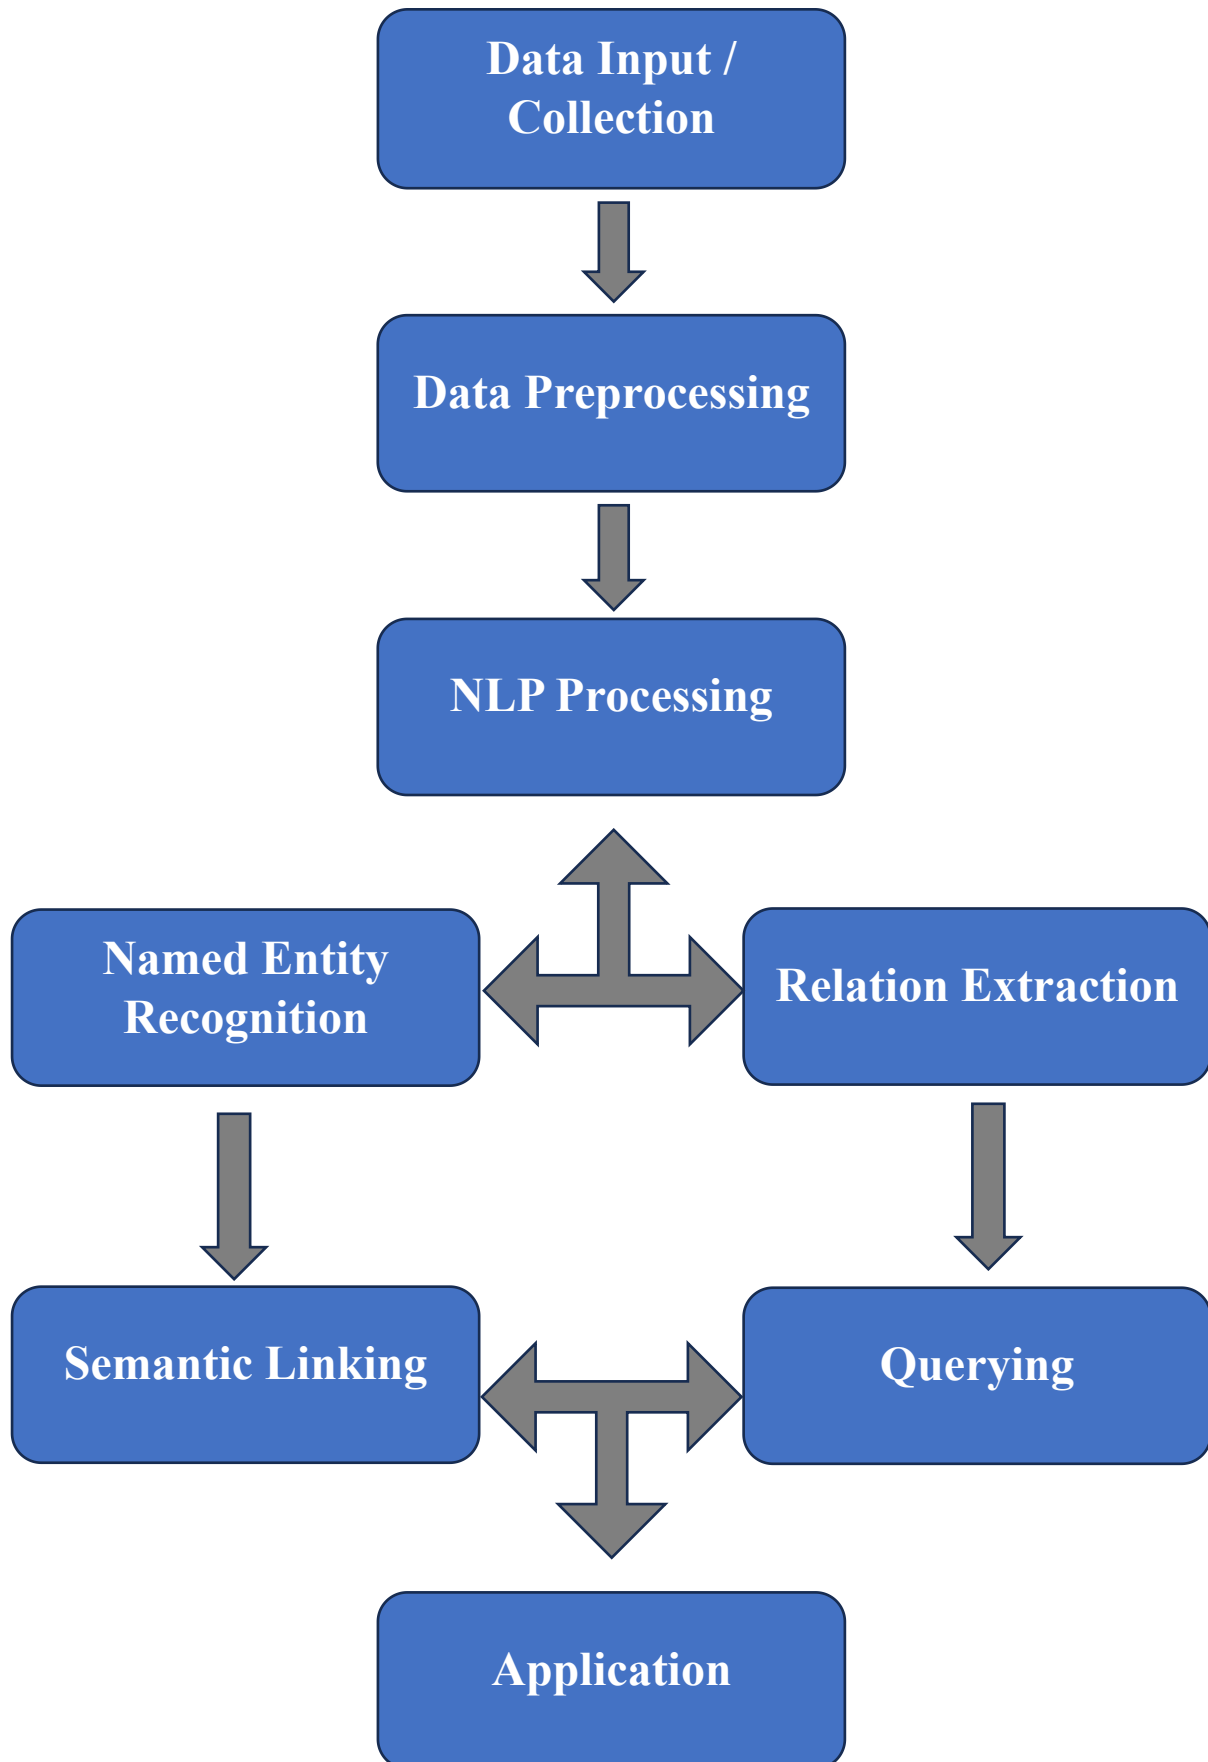 Data Input /
Collection
Data Preprocessing
NLP Processing
Named Entity
Recognition
Relation Extraction
Semantic Linking
Querying
Application